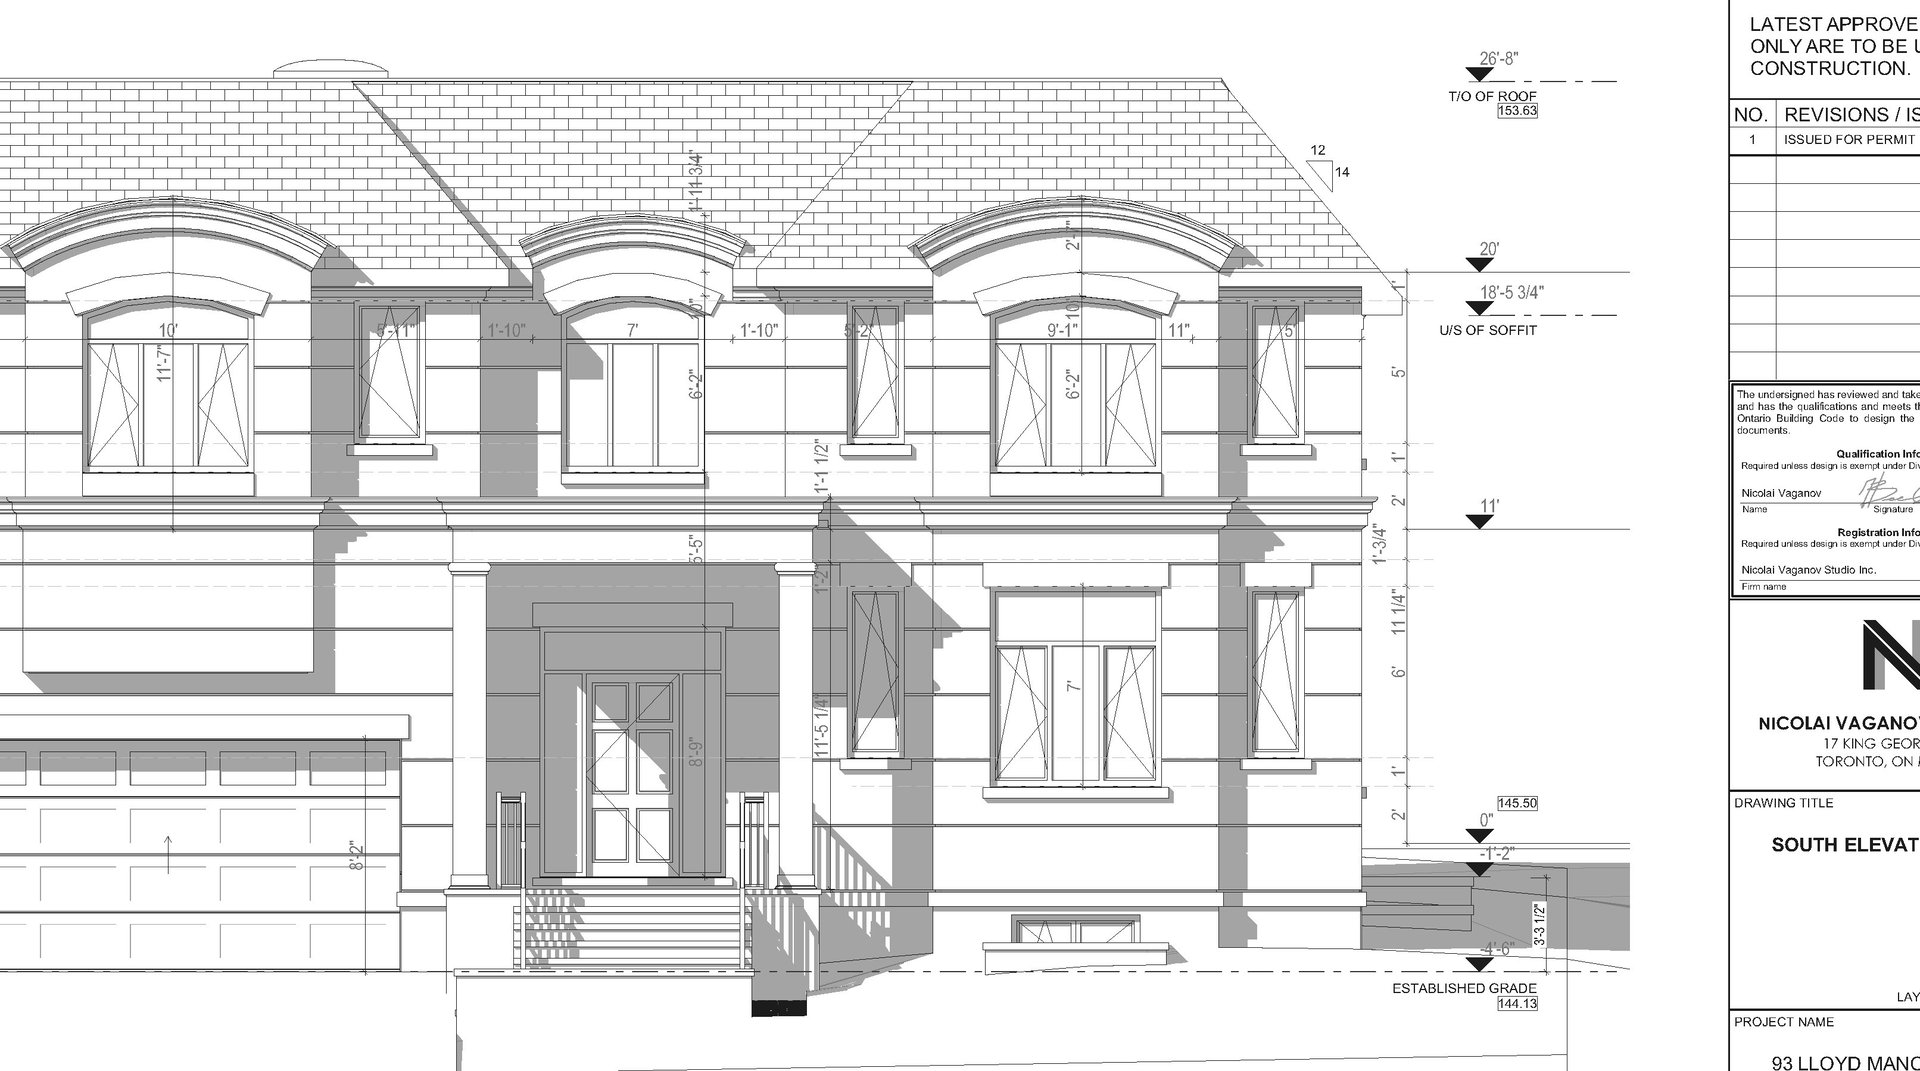 26'-8"
T/O OF ROOF
153.63
12
14
1'-11 3/4"
2'-7"
20'
18'-5 3/4"
U/S OF SOFFIT
1'
10"
10"
10'
5'-11"
1'-10"
7'
1'-10"
5'-2"
9'-1"
11"
5'
11'-7"
6'-2"
6'-2"
5'
1'-1 1/2"
1'
2'
11'
5'-5"
1'-2"
1'-3/4"
11 1/4"
6'
7'
11'-5 1/4"
8'-9"
1'
2'
8'-2"
145.50
0"
-1'-2"
3'-3 1/2"
-4'-6"
ESTABLISHED GRADE
144.13
LATEST APPROVE
ONLY ARE TO BE U
CONSTRUCTION.
NO. REVISIONS / IS
1 ISSUED FOR PERMIT
The undersigned has reviewed and take
and has the qualifications and meets th
Ontario Building Code to design the
documents.
Qualification Info
Required unless design is exempt under Div
Nicolai Vaganov
Name Signature
Registration Info
Required unless design is exempt under Div
Nicolai Vaganov Studio Inc.
Firm name
N
NICOLAI VAGANOV
17 KING GEOR
TORONTO, ON
DRAWING TITLE
SOUTH ELEVAT
LAY
PROJECT NAME
93 LLOYD MANO